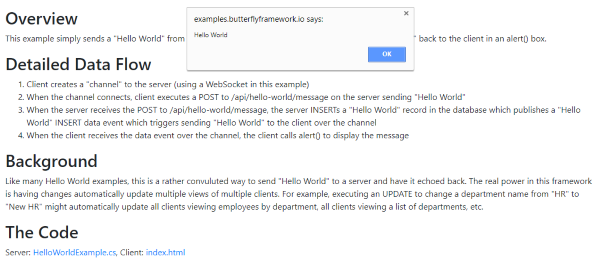 Overview
examples.butterflyframework.io says:
×
Hello World
OK
This example simply sends a "Hello World" from " back to the client in an alert() box.
Detailed Data Flow
1. Client creates a "channel" to the server (using a WebSocket in this example)
2. When the channel connects, client executes a POST to /api/hello-world/message on the server sending "Hello World"
3. When the server receives the POST to /api/hello-world/message, the server INSERTs a "Hello World" record in the database which publishes a "Hello
World" INSERT data event which triggers sending "Hello World" to the client over the channel
4. When the client receives the data event over the channel, the client calls alert() to display the message
Background
Like many Hello World examples, this is a rather convuluted way to send "Hello World" to a server and have it echoed back. The real power in this framework
is having changes automatically update multiple views of multiple clients. For example, executing an UPDATE to change a department name from "HR" to
"New HR" might automatically update all clients viewing employees by department, all clients viewing a list of departments, etc.
The Code
Server: HelloWorldExample.cs, Client: index.html